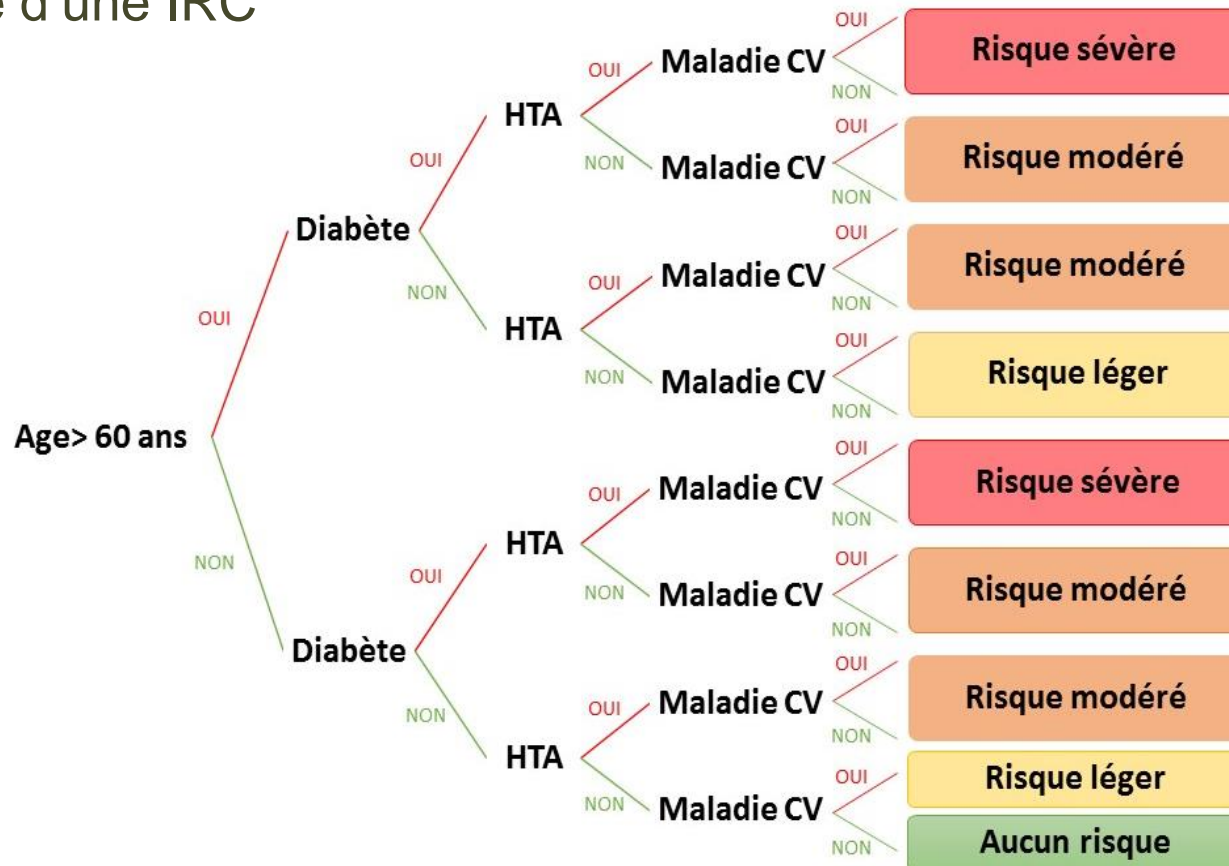 e d'une IRC
OUI
Maladie CV
Risque sévère
OUI
NON
HTA
OUI
NON
Maladie CV
Risque modéré
OUI
NON
Diabète
OUI
Maladie CV
Risque modéré
NON
OUI
NON
HTA
OUI
NON
Maladie CV
Risque léger
OUI
NON
Age> 60 ans
OUI
Maladie CV
Risque sévère
OUI
NON
HTA
NON
OUI
NON
Maladie CV
Risque modéré
OUI
NON
Diabète
OUI
Maladie CV
Risque modéré
NON
OUI
NON
HTA
OUI
Risque léger
NON
Maladie CV
NON
Aucun risque